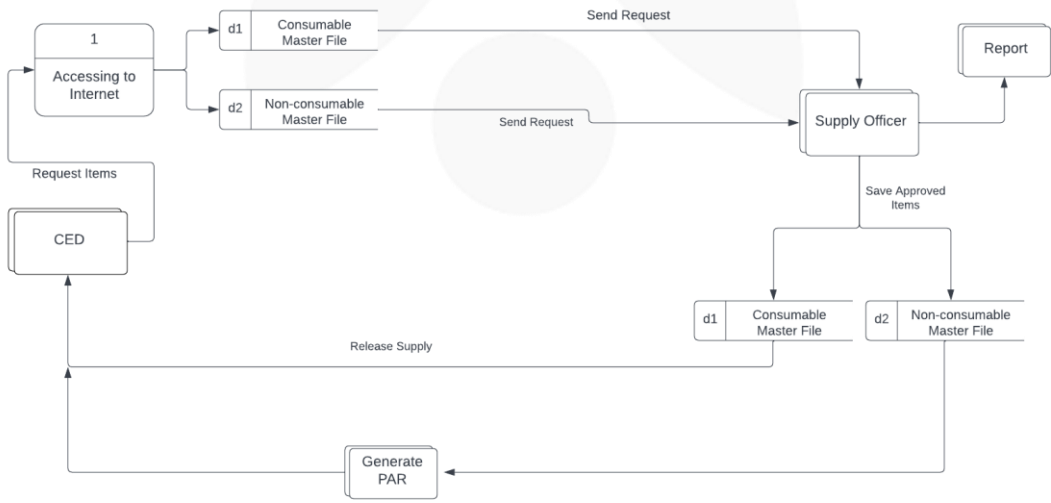 1
Accessing to
Internet
d1
Consumable
Master File
Send Request
d2
Non-consumable
Master File
Send Request
Supply Officer
Report
Request Items
CED
Save Approved
Items
d1
Consumable
Master File
d2
Non-consumable
Master File
Release Supply
Generate
PAR